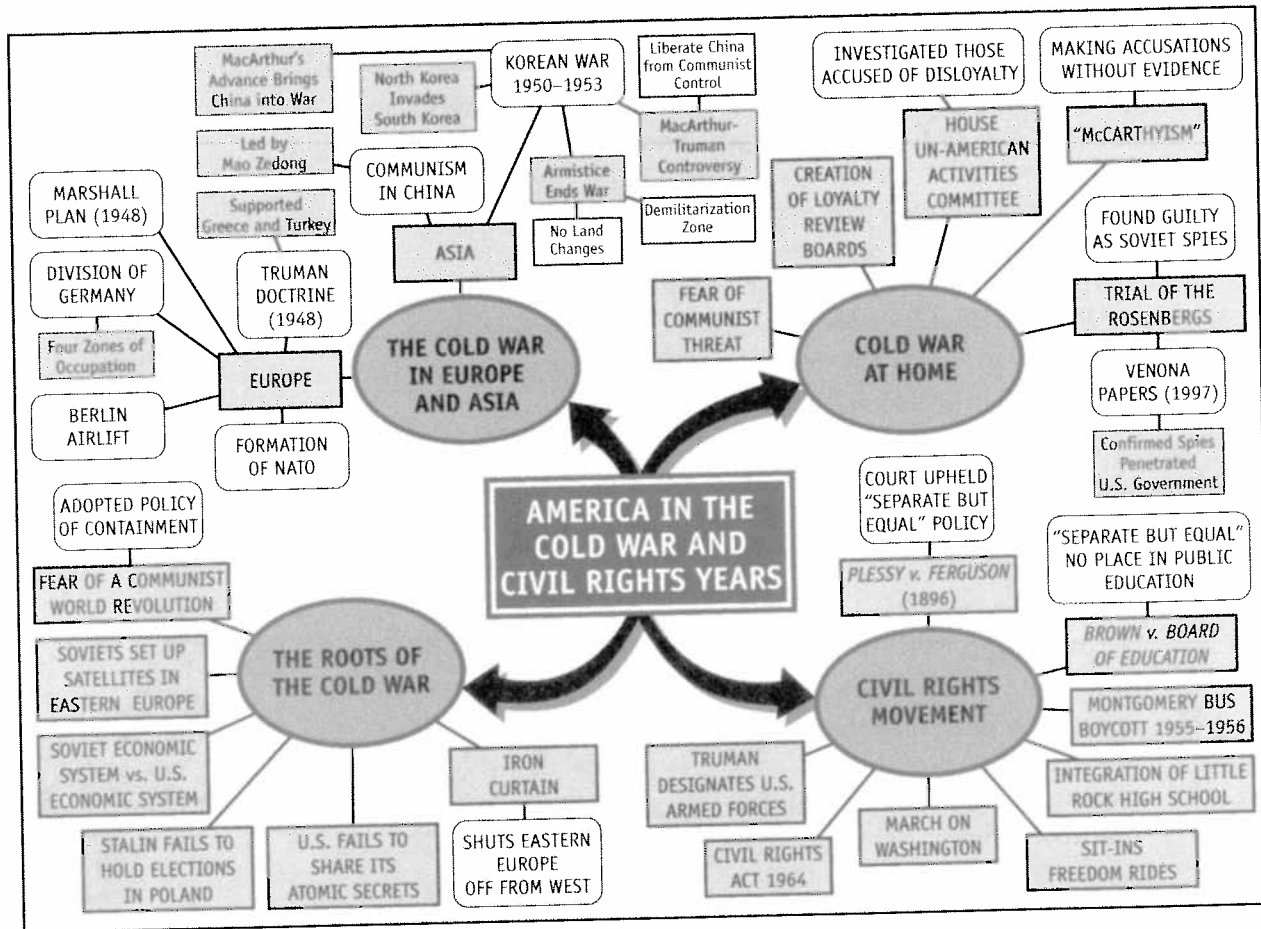 MacArthur's
Advance Brings
China into War
North Korea
Invades
South Korea
KOREAN WAR
1950–1953
Liberate China
from Communist
Control
MacArthur-
Truman
Controversy
Led by
Mao Zedong
COMMUNISM
IN CHINA
Armistice
Ends War
No Land
Changes
Demilitarization
Zone
Supported
Greece and Turkey
ASIA
MARSHALL
PLAN (1948)
DIVISION OF
GERMANY
Four Zones of
Occupation
TRUMAN
DOCTRINE
(1948)
EUROPE
BERLIN
AIRLIFT
FORMATION
OF NATO
THE COLD WAR
IN EUROPE
AND ASIA
INVESTIGATED THOSE
ACCUSED OF DISLOYALTY
MAKING ACCUSATIONS
WITHOUT EVIDENCE
HOUSE
UN-AMERICAN
ACTIVITIES
COMMITTEE
"McCARTHYISM"
CREATION
OF LOYALTY
REVIEW
BOARDS
FEAR OF
COMMUNIST
THREAT
COLD WAR
AT HOME
FOUND GUILTY
AS SOVIET SPIES
TRIAL OF THE
ROSENBERGS
VENONA
PAPERS (1997)
Confirmed Spies
Penetrated
U.S. Government
AMERICA IN THE
COLD WAR AND
CIVIL RIGHTS YEARS
ADOPTED POLICY
OF CONTAINMENT
FEAR OF A COMMUNIST
WORLD REVOLUTION
SOVIETS SET UP
SATELLITES IN
EASTERN EUROPE
SOVIET ECONOMIC
SYSTEM vs. U.S.
ECONOMIC SYSTEM
STALIN FAILS TO
HOLD ELECTIONS
IN POLAND
U.S. FAILS TO
SHARE ITS
ATOMIC SECRETS
IRON
CURTAIN
SHUTS EASTERN
EUROPE
OFF FROM WEST
THE ROOTS OF
THE COLD WAR
COURT UPHELD
"SEPARATE BUT
EQUAL" POLICY
PLESSY v. FERGUSON
(1896)
"SEPARATE BUT EQUAL"
NO PLACE IN PUBLIC
EDUCATION
BROWN v. BOARD
OF EDUCATION
CIVIL RIGHTS
MOVEMENT
MONTGOMERY BUS
BOYCOTT 1955–1956
INTEGRATION OF LITTLE
ROCK HIGH SCHOOL
SIT-INS
FREEDOM RIDES
MARCH ON
WASHINGTON
TRUMAN
DESIGNATES U.S.
ARMED FORCES
CIVIL RIGHTS
ACT 1964